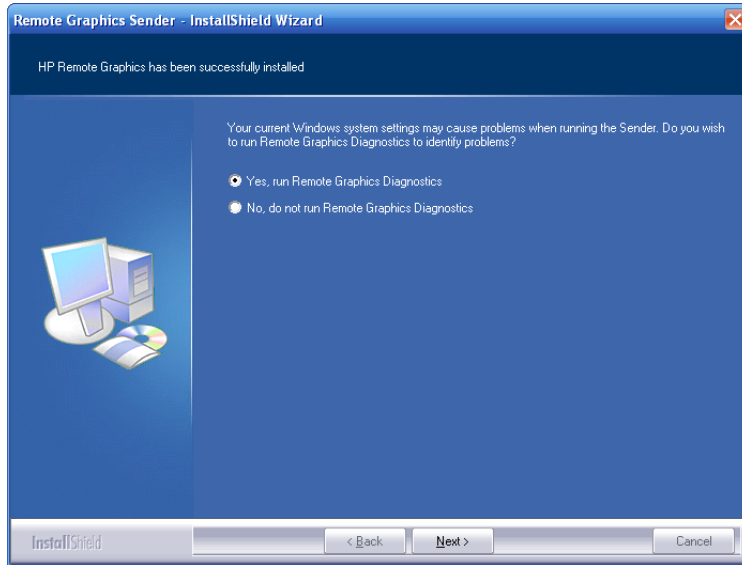 Remote Graphics Sender - InstallShield Wizard
HP Remote Graphics has been successfully installed
Your current Windows system settings may cause problems when running the Sender. Do you wish
to run Remote Graphics Diagnostics to identify problems?
Yes, run Remote Graphics Diagnostics
No, do not run Remote Graphics Diagnostics
InstallShield
< Back
Next >
Cancel